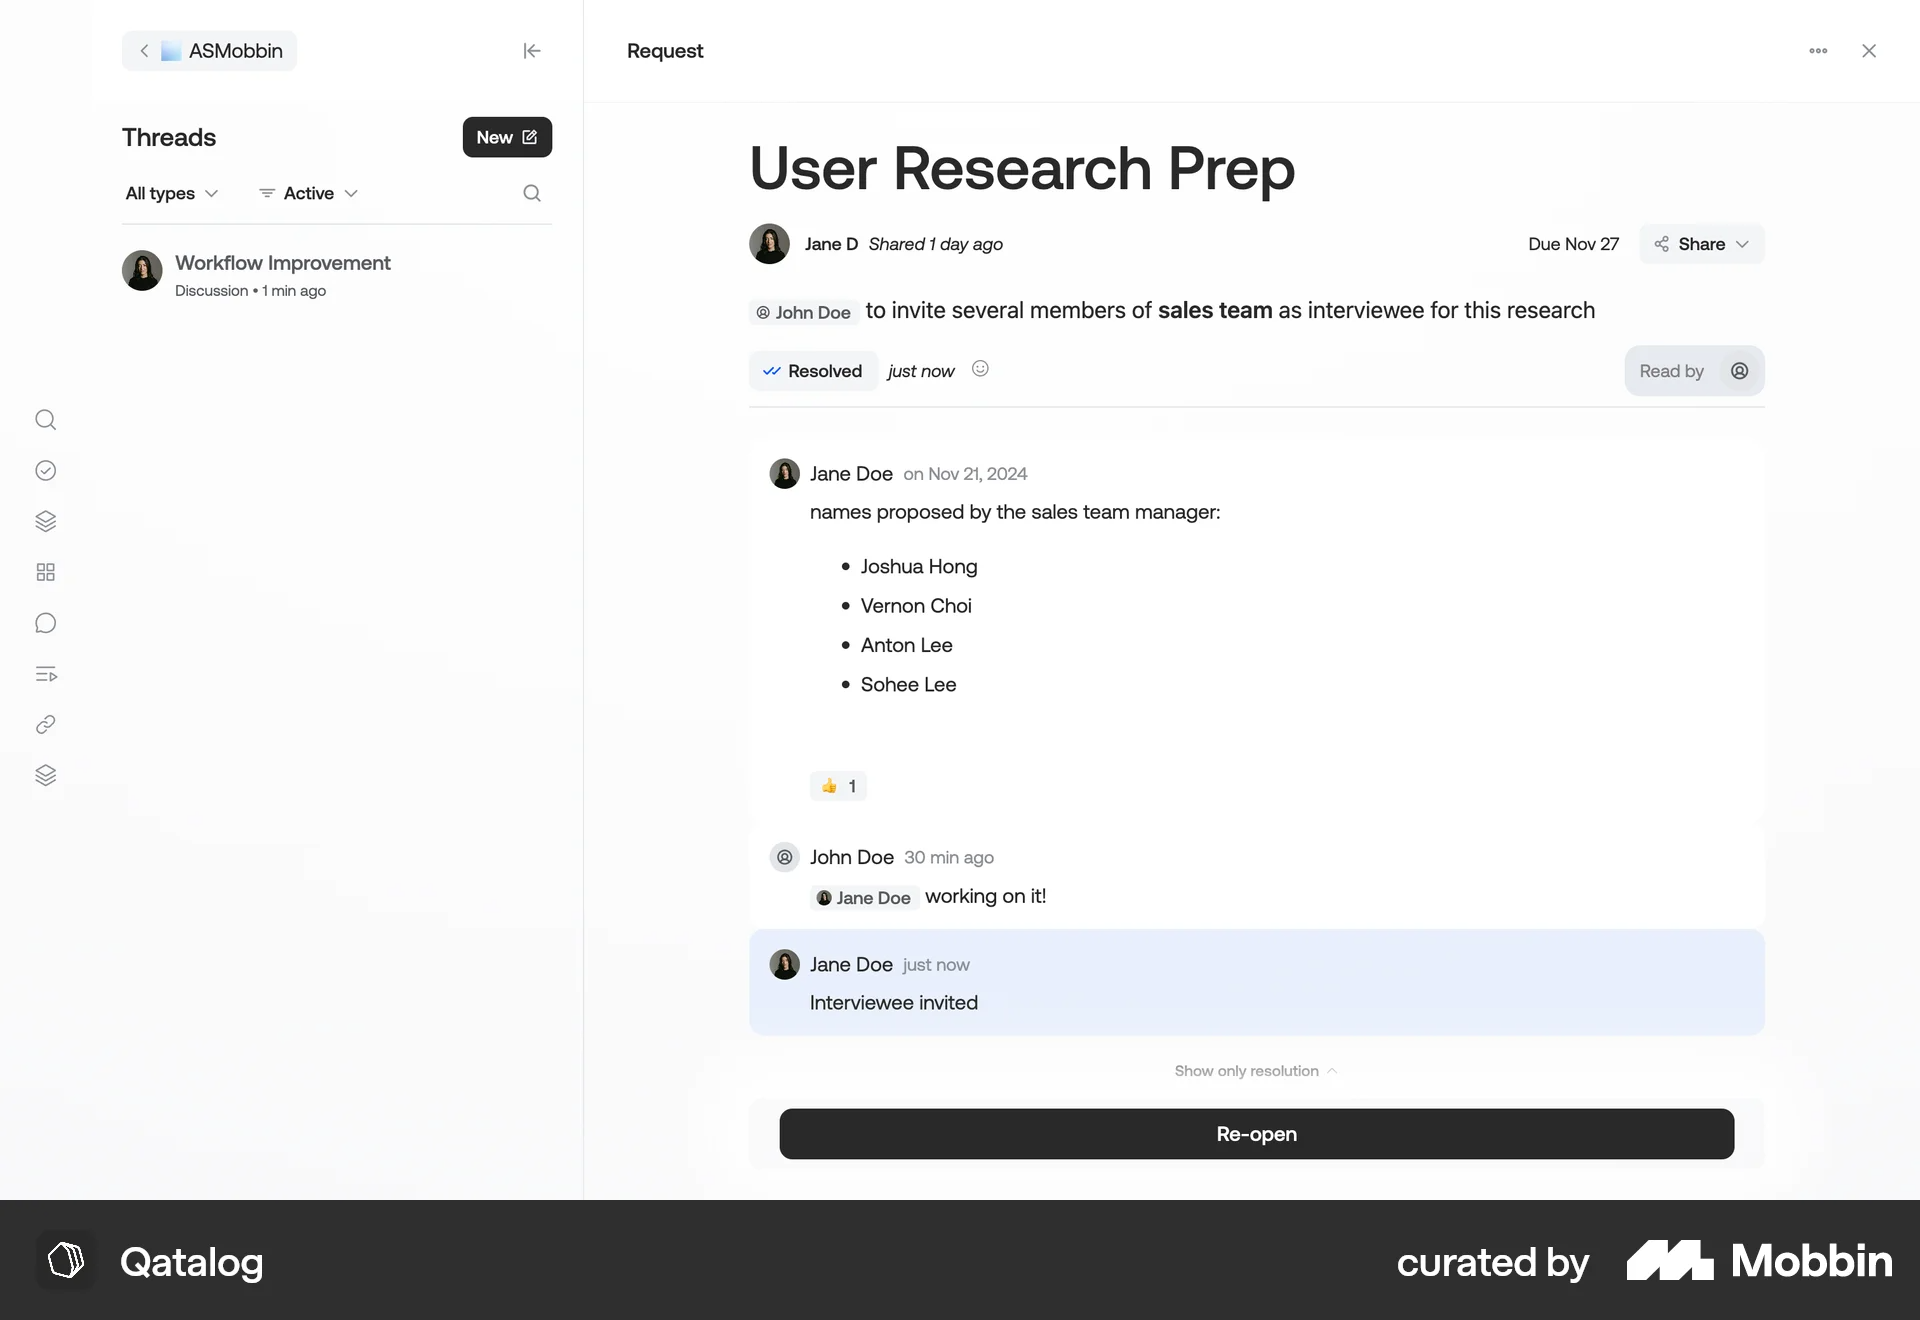 ASMobbin
Threads
New
All types
Active
Workflow Improvement
Discussion • 1 min ago
Request
User Research Prep
Jane D Shared 1 day ago
Due Nov 27
Share
John Doe to invite several members of sales team as interviewee for this research
Resolved just now
Read by
Jane Doe on Nov 21, 2024
names proposed by the sales team manager:
• Joshua Hong
• Vernon Choi
• Anton Lee
• Sohee Lee
👍 1
John Doe 30 min ago
Jane Doe working on it!
Jane Doe just now
Interviewee invited
Show only resolution
Re-open
Qatalog
curated by Mobbin